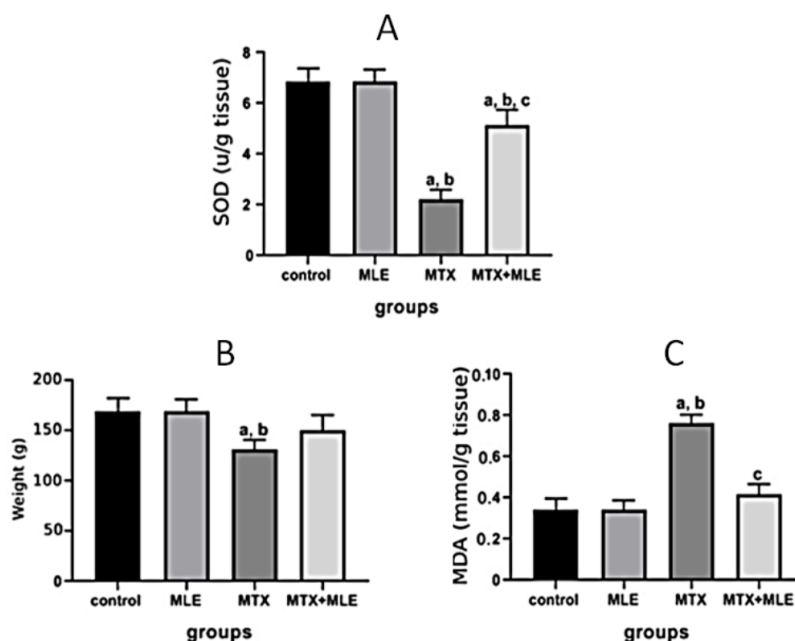 A
SOD (u/g tissue)
8
6
4
2
0
a, b
a, b, c
control MLE MTX MTX+MLE
groups
B
Weight (g)
200
150
100
50
0
a, b
control MLE MTX MTX+MLE
groups
C
MDA (mmol/g tissue)
0.10
0.8
0.6
0.4
0.2
0
a, b
c
control MLE MTX MTX+MLE
groups